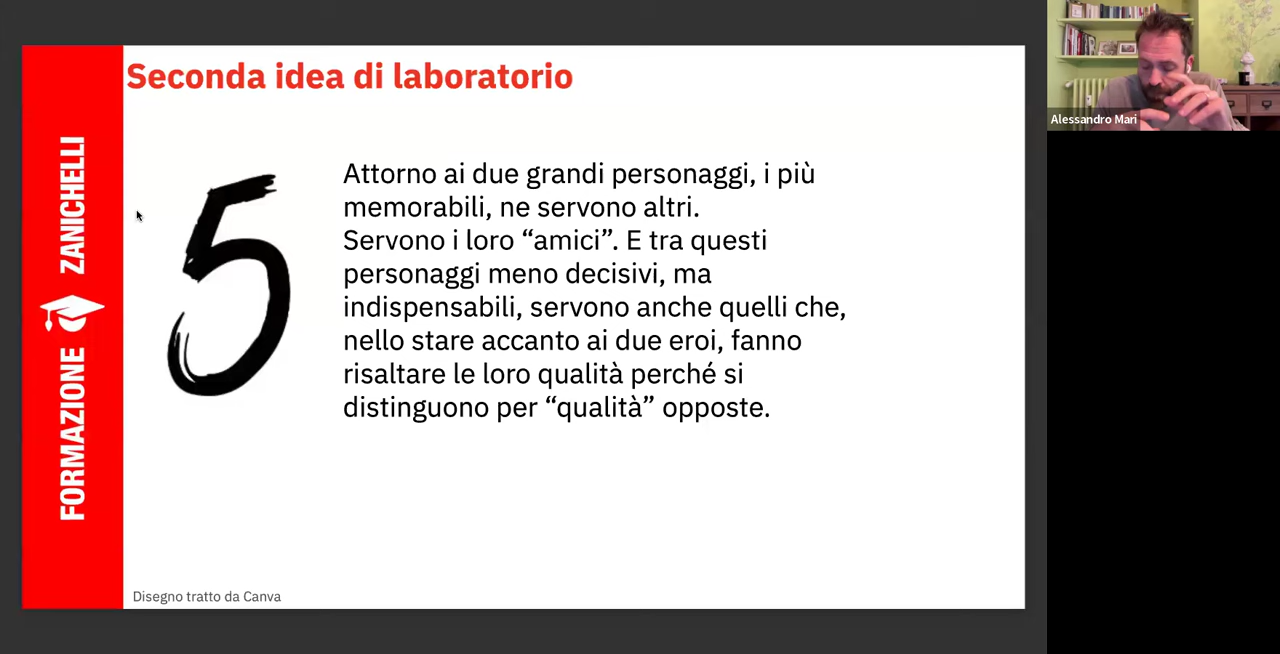 Seconda idea di laboratorio
FORMAZIONE ZANICHELLI
5
Attorno ai due grandi personaggi, i più
memorabili, ne servono altri.
Servono i loro “amici”. E tra questi
personaggi meno decisivi, ma
indispensabili, servono anche quelli che,
nello stare accanto ai due eroi, fanno
risaltare le loro qualità perché si
distinguono per “qualità” opposte.
Disegno tratto da Canva
Alessandro Mari